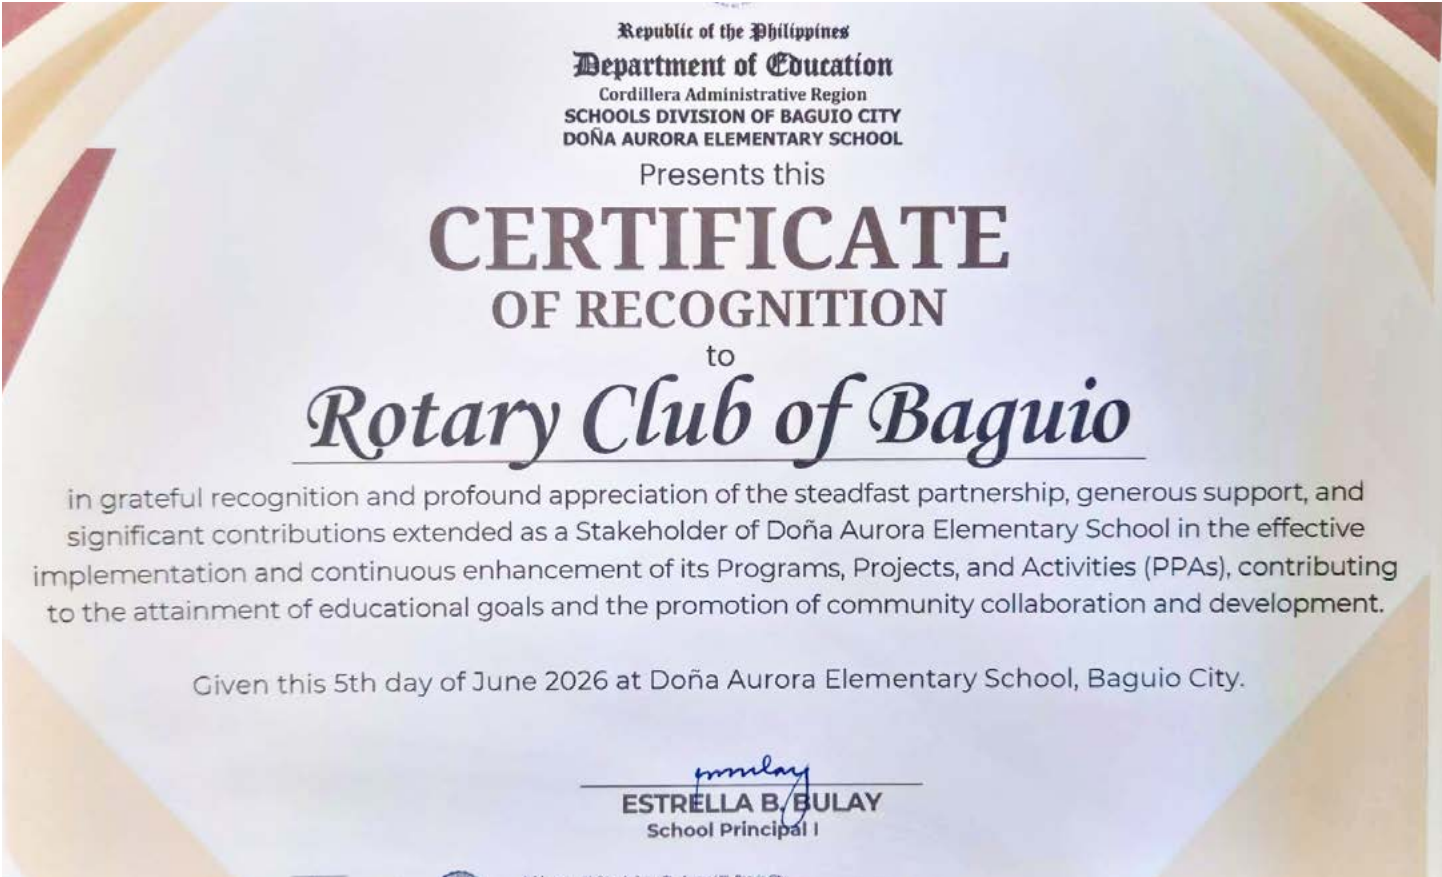 Republic of the Philippines
Department of Education
Cordillera Administrative Region
SCHOOLS DIVISION OF BAGUIO CITY
DOÑA AURORA ELEMENTARY SCHOOL
Presents this
CERTIFICATE
OF RECOGNITION
to
Rotary Club of Baguio
in grateful recognition and profound appreciation of the steadfast partnership, generous support, and
significant contributions extended as a Stakeholder of Doña Aurora Elementary School in the effective
implementation and continuous enhancement of its Programs, Projects, and Activities (PPAs), contributing
to the attainment of educational goals and the promotion of community collaboration and development.
Given this 5th day of June 2026 at Doña Aurora Elementary School, Baguio City.
ESTRELLA B. BULAY
School Principal I